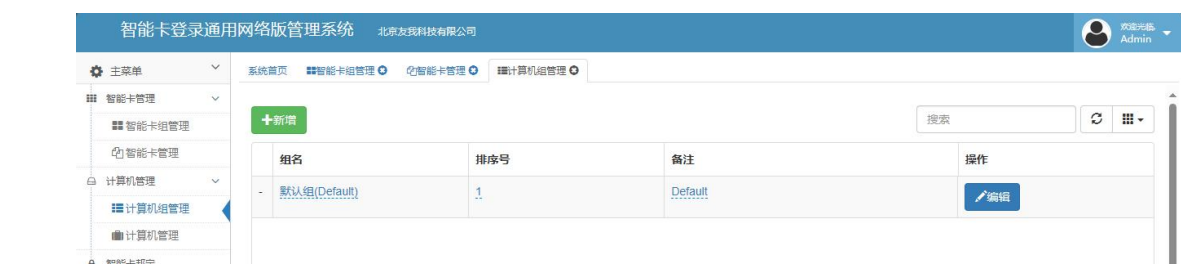 智能卡登录通用网络版管理系统 北京友我科技有限公司
欢迎光临,
Admin
主菜单
系统首页 智能卡组管理 智能卡管理 计算机组管理
智能卡管理
智能卡组管理
智能卡管理
计算机管理
计算机组管理
计算机管理
智能卡绑定
新增 搜索
组名 排序号 备注 操作
- 默认组(Default) 1 Default 编辑